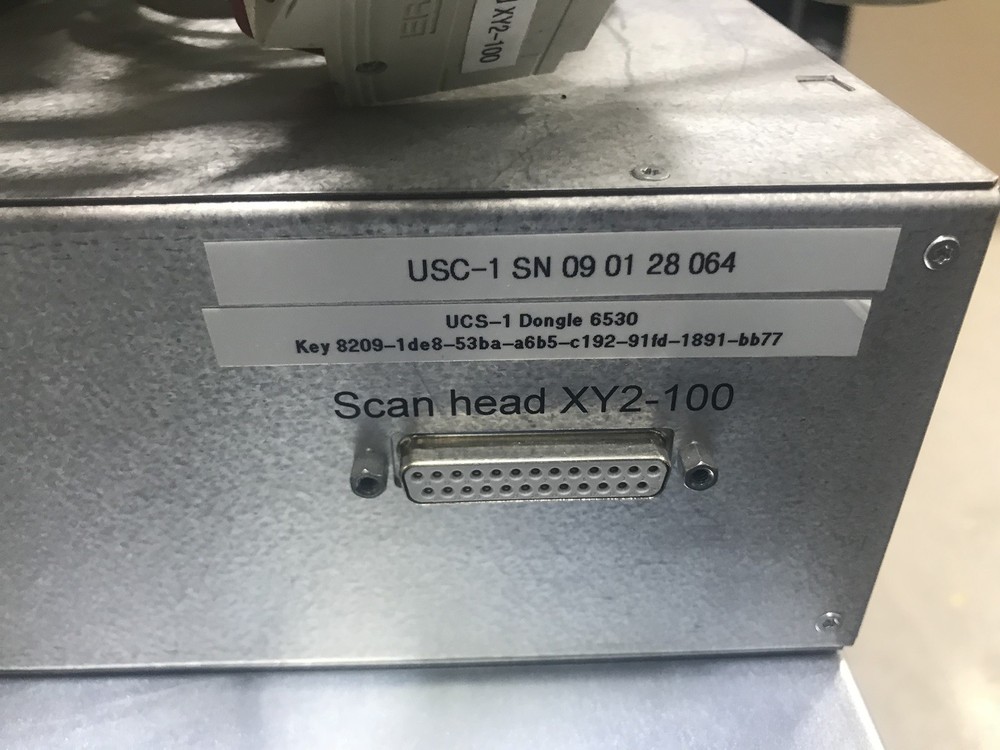 XY2-100
USC-1 SN 09 01 28 064
UCS-1 Dongle 6530
Key 8209-1de8-53ba-a6b5-c192-91fd-1891-bb77
Scan head XY2-100